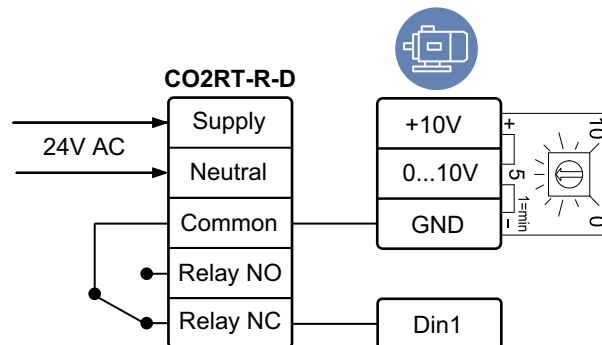 CO2RT-R-D
24V AC
Supply
Neutral
Common
Relay NO
Relay NC
+10V
0...10V
GND
Din1
+
-
10
5
1=min
0